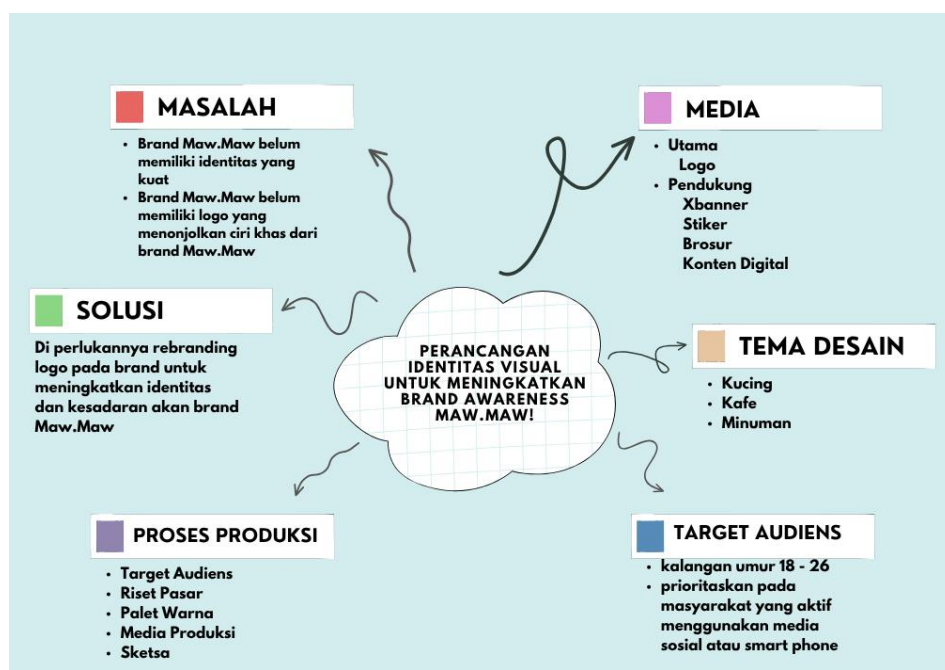 MASALAH
• Brand Maw.Maw belum
memiliki identitas yang
kuat
• Brand Maw.Maw belum
memiliki logo yang
menonjolkan ciri khas dari
brand Maw.Maw
MEDIA
• Utama
Logo
• Pendukung
Xbanner
Stiker
Brosur
Konten Digital
SOLUSI
Di perlukannya rebranding
logo pada brand untuk
meningkatkan identitas
dan kesadaran akan brand
Maw.Maw
PERANCANGAN
IDENTITAS VISUAL
UNTUK MENINGKATKAN
BRAND AWARENESS
MAW.MAW!
TEMA DESAIN
• Kucing
• Kafe
• Minuman
PROSES PRODUKSI
• Target Audiens
• Riset Pasar
• Palet Warna
• Media Produksi
• Sketsa
TARGET AUDIENS
• kalangan umur 18 - 26
• prioritaskan pada
masyarakat yang aktif
menggunakan media
sosial atau smart phone